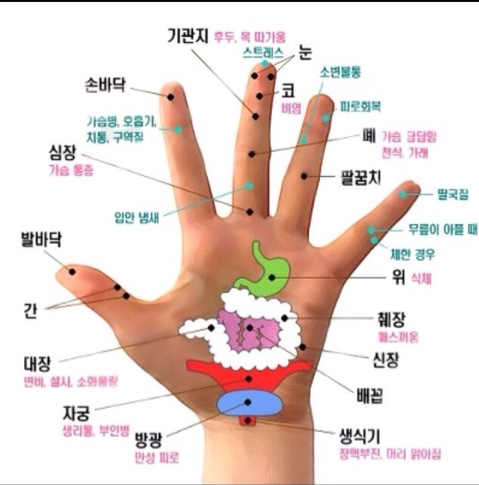 기관지 후두, 목 따가움
스트레스
눈
소변불통
손바닥
코
비염
피로회복
가슴병, 오흡기,
치통, 구역질
폐 가슴 답답함
천식, 가래
심장
가슴 통증
팔꿈치
딸국질
입안 냄새
무릎이 아플 때
체한 경우
발바닥
위 식체
간
췌장
메스꺼움
신장
대장
변비, 설사, 소화불량
배꼽
자궁
생리통, 부인병
방광
만성 피로
생식기
정맥부진, 머리 맑아짐